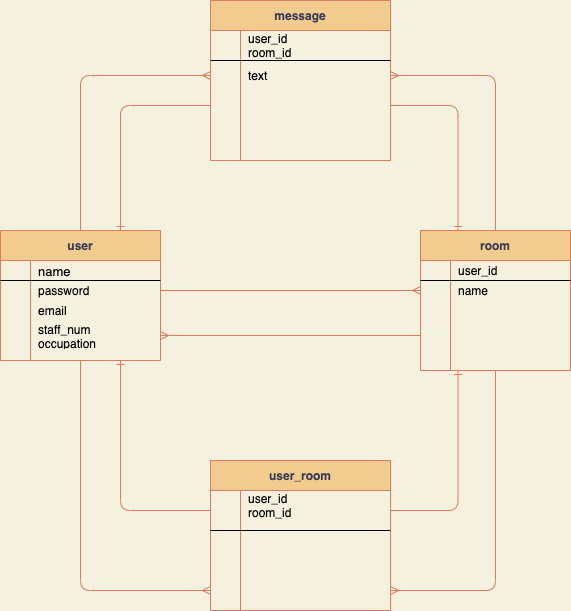 message
user_id
room_id
text
user
name
password
email
staff_num
occupation
room
user_id
name
user_room
user_id
room_id